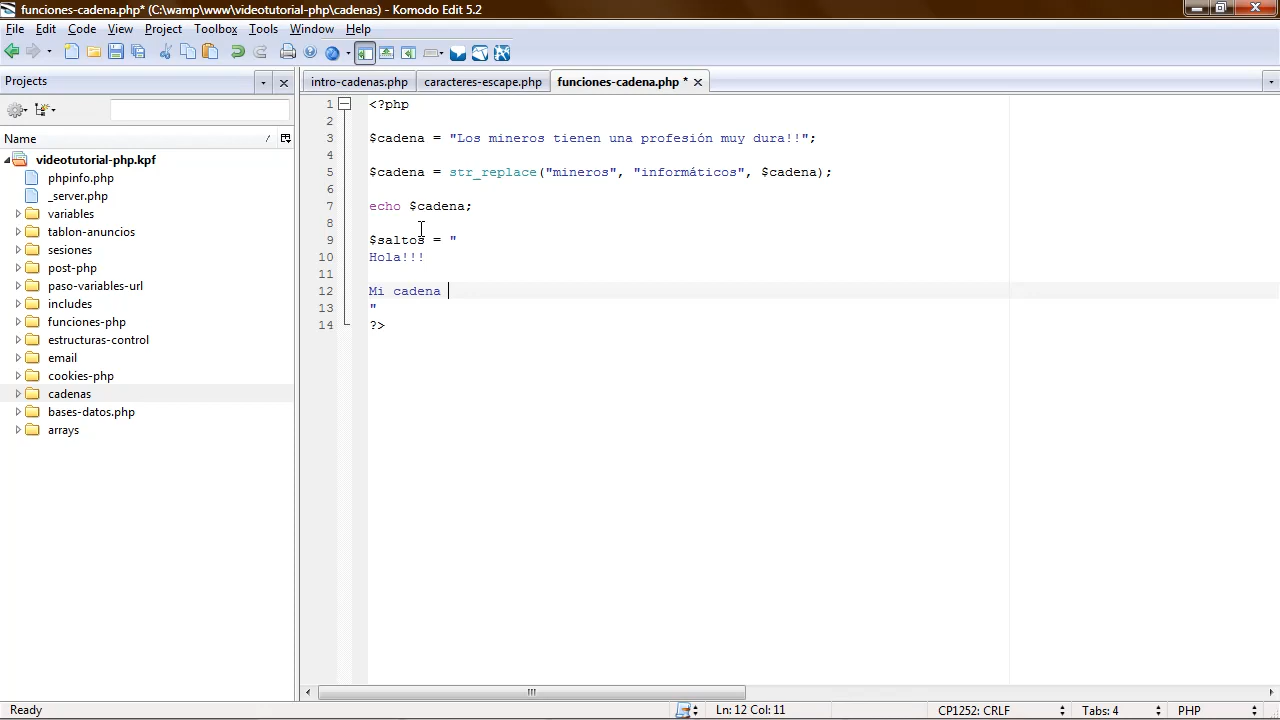 funciones-cadena.php* (C:\wamp\www\videotutorial-php\cadenas) - Komodo Edit 5.2
File Edit Code View Project Toolbox Tools Window Help
Projects
intro-cadenas.php caracteres-escape.php funciones-cadena.php *
Name
videotutorial-php.kpf
phpinfo.php
_server.php
variables
tablon-anuncios
sesiones
post-php
paso-variables-url
includes
funciones-php
estructuras-control
email
cookies-php
cadenas
bases-datos.php
arrays
1 <?php
2
3 $cadena = "Los mineros tienen una profesión muy dura!!";
4
5 $cadena = str_replace("mineros", "informáticos", $cadena);
6
7 echo $cadena;
8
9 $saltos = "
10 Hola!!!
11
12 Mi cadena
13 "
14 ?>
Ready Ln: 12 Col: 11 CP1252: CRLF Tabs: 4 PHP